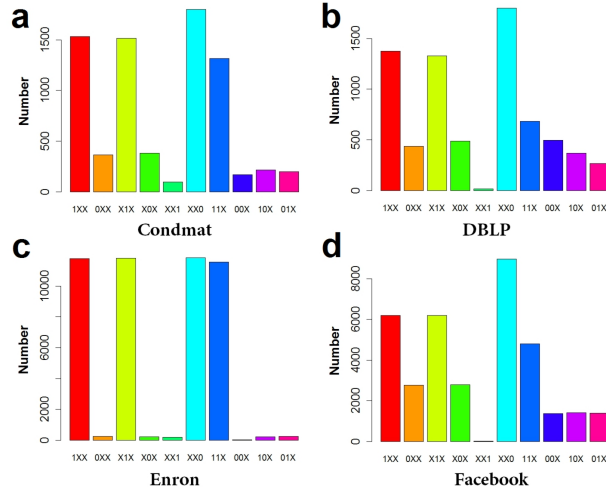 a
Number
0 500 1000 1500
1XX 0XX X1X X0X XX1 XX0 11X 00X 10X 01X
Condmat
b
Number
0 500 1000 1500
1XX 0XX X1X X0X XX1 XX0 11X 00X 10X 01X
DBLP
c
Number
0 2000 6000 10000
1XX 0XX X1X X0X XX1 XX0 11X 00X 10X 01X
Enron
d
Number
0 2000 4000 6000 8000
1XX 0XX X1X X0X XX1 XX0 11X 00X 10X 01X
Facebook